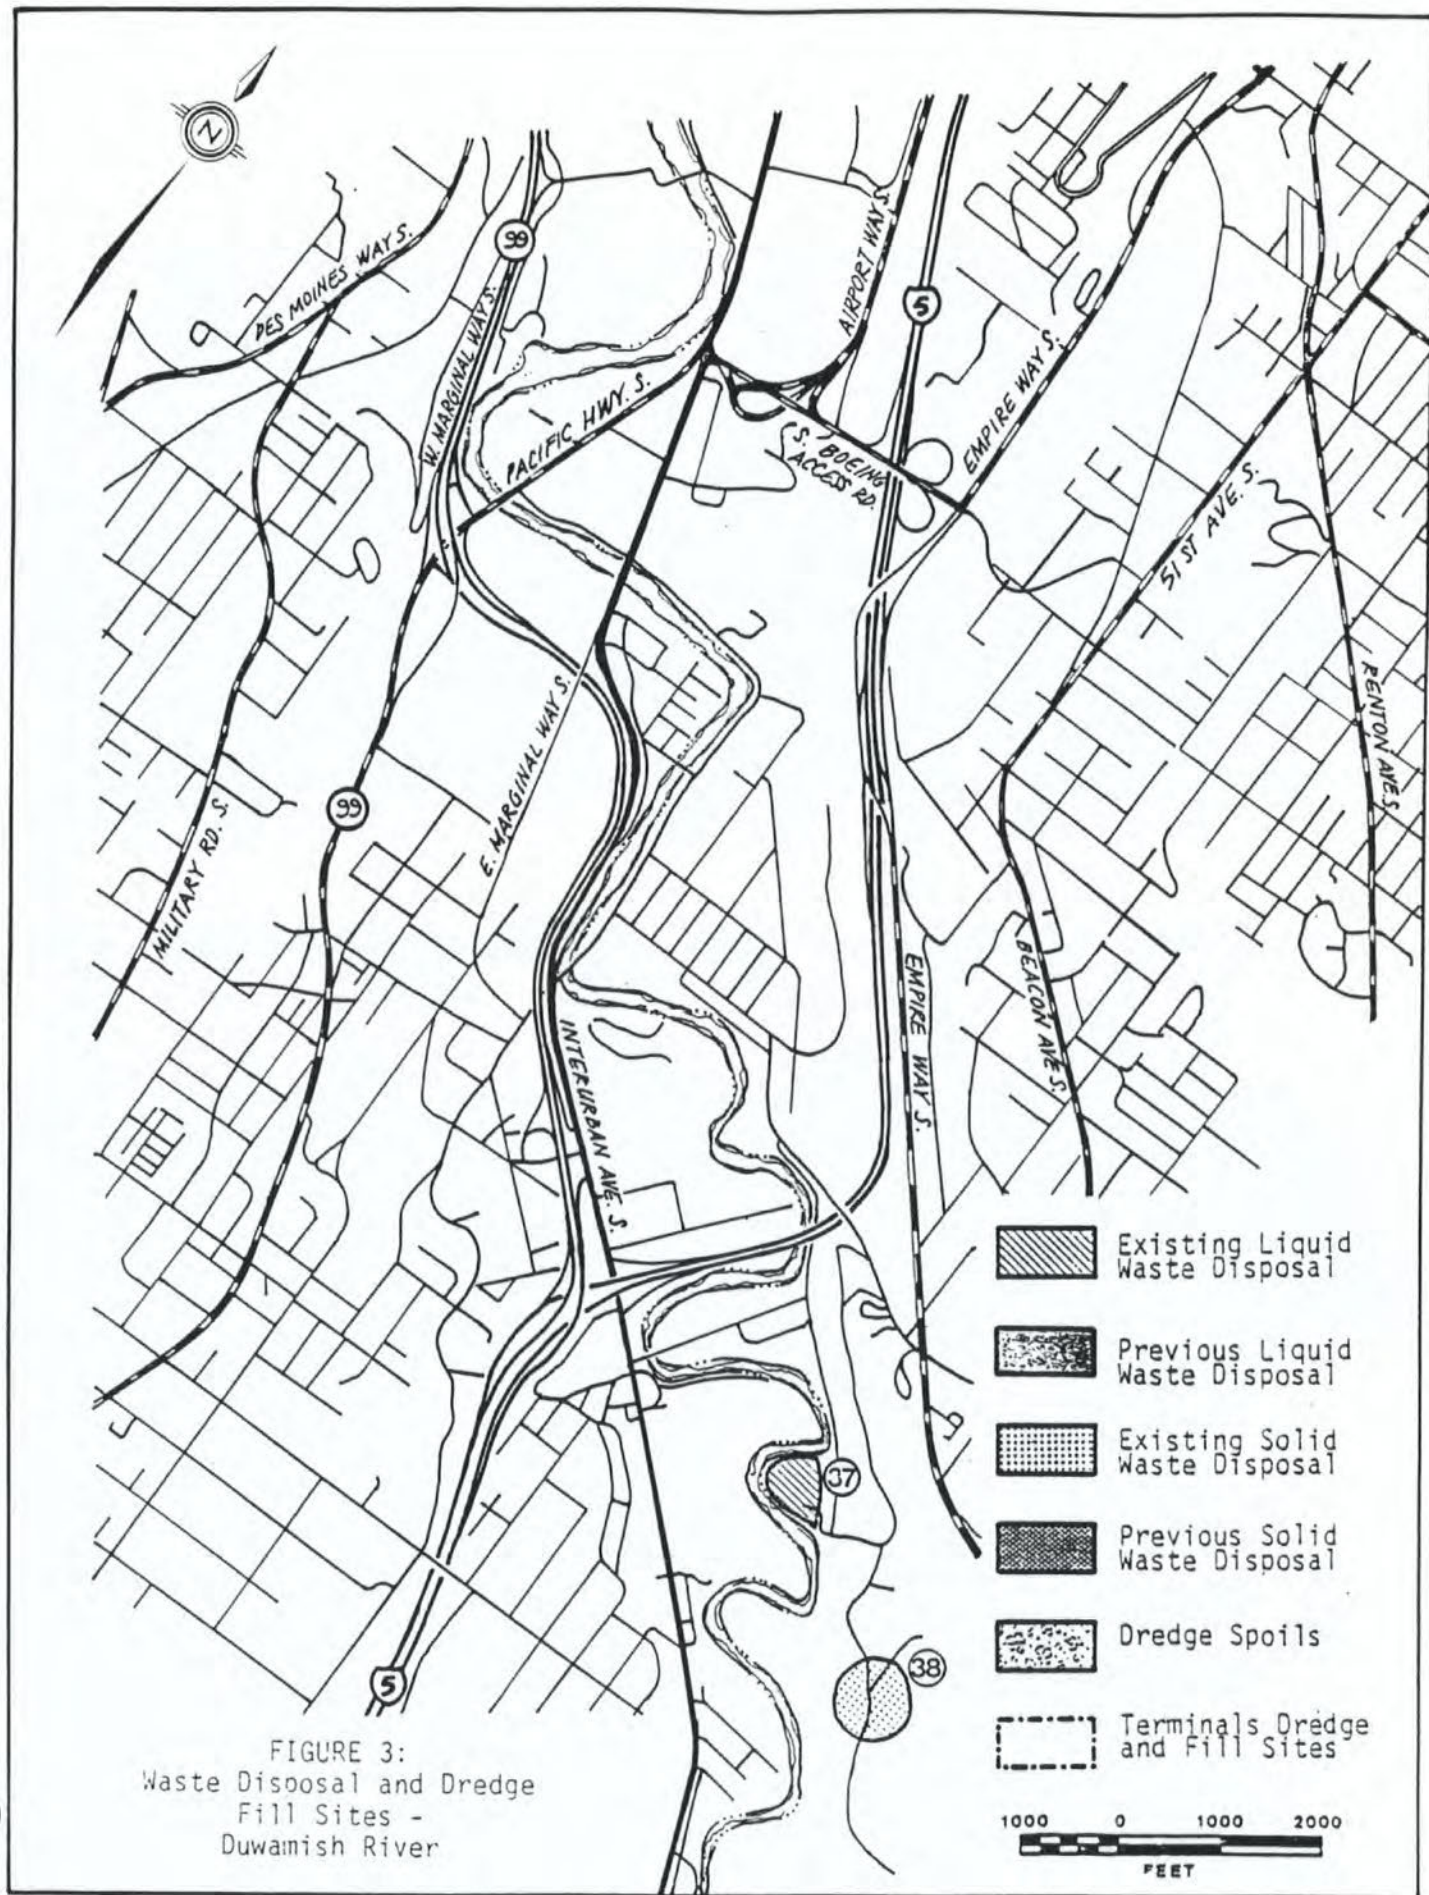 N
DES MOINES WAY S.
99
W. MARGINAL WAY S.
PACIFIC HWY. S.
AIRPORT WAY S.
5
S. BOEING
ACCESS RD.
EMPIRE WAY S.
51 ST AVE. S.
RENTON AVE S.
E. MARGINAL WAY S.
99
MILITARY RD. S.
INTERURBAN AVE. S.
EMPIRE WAY S.
BEACON AVE S.
37
38
5
Existing Liquid
Waste Disposal
Previous Liquid
Waste Disposal
Existing Solid
Waste Disposal
Previous Solid
Waste Disposal
Dredge Spoils
Terminals Dredge
and Fill Sites
1000 0 1000 2000
FEET
FIGURE 3:
Waste Disposal and Dredge
Fill Sites -
Duwamish River